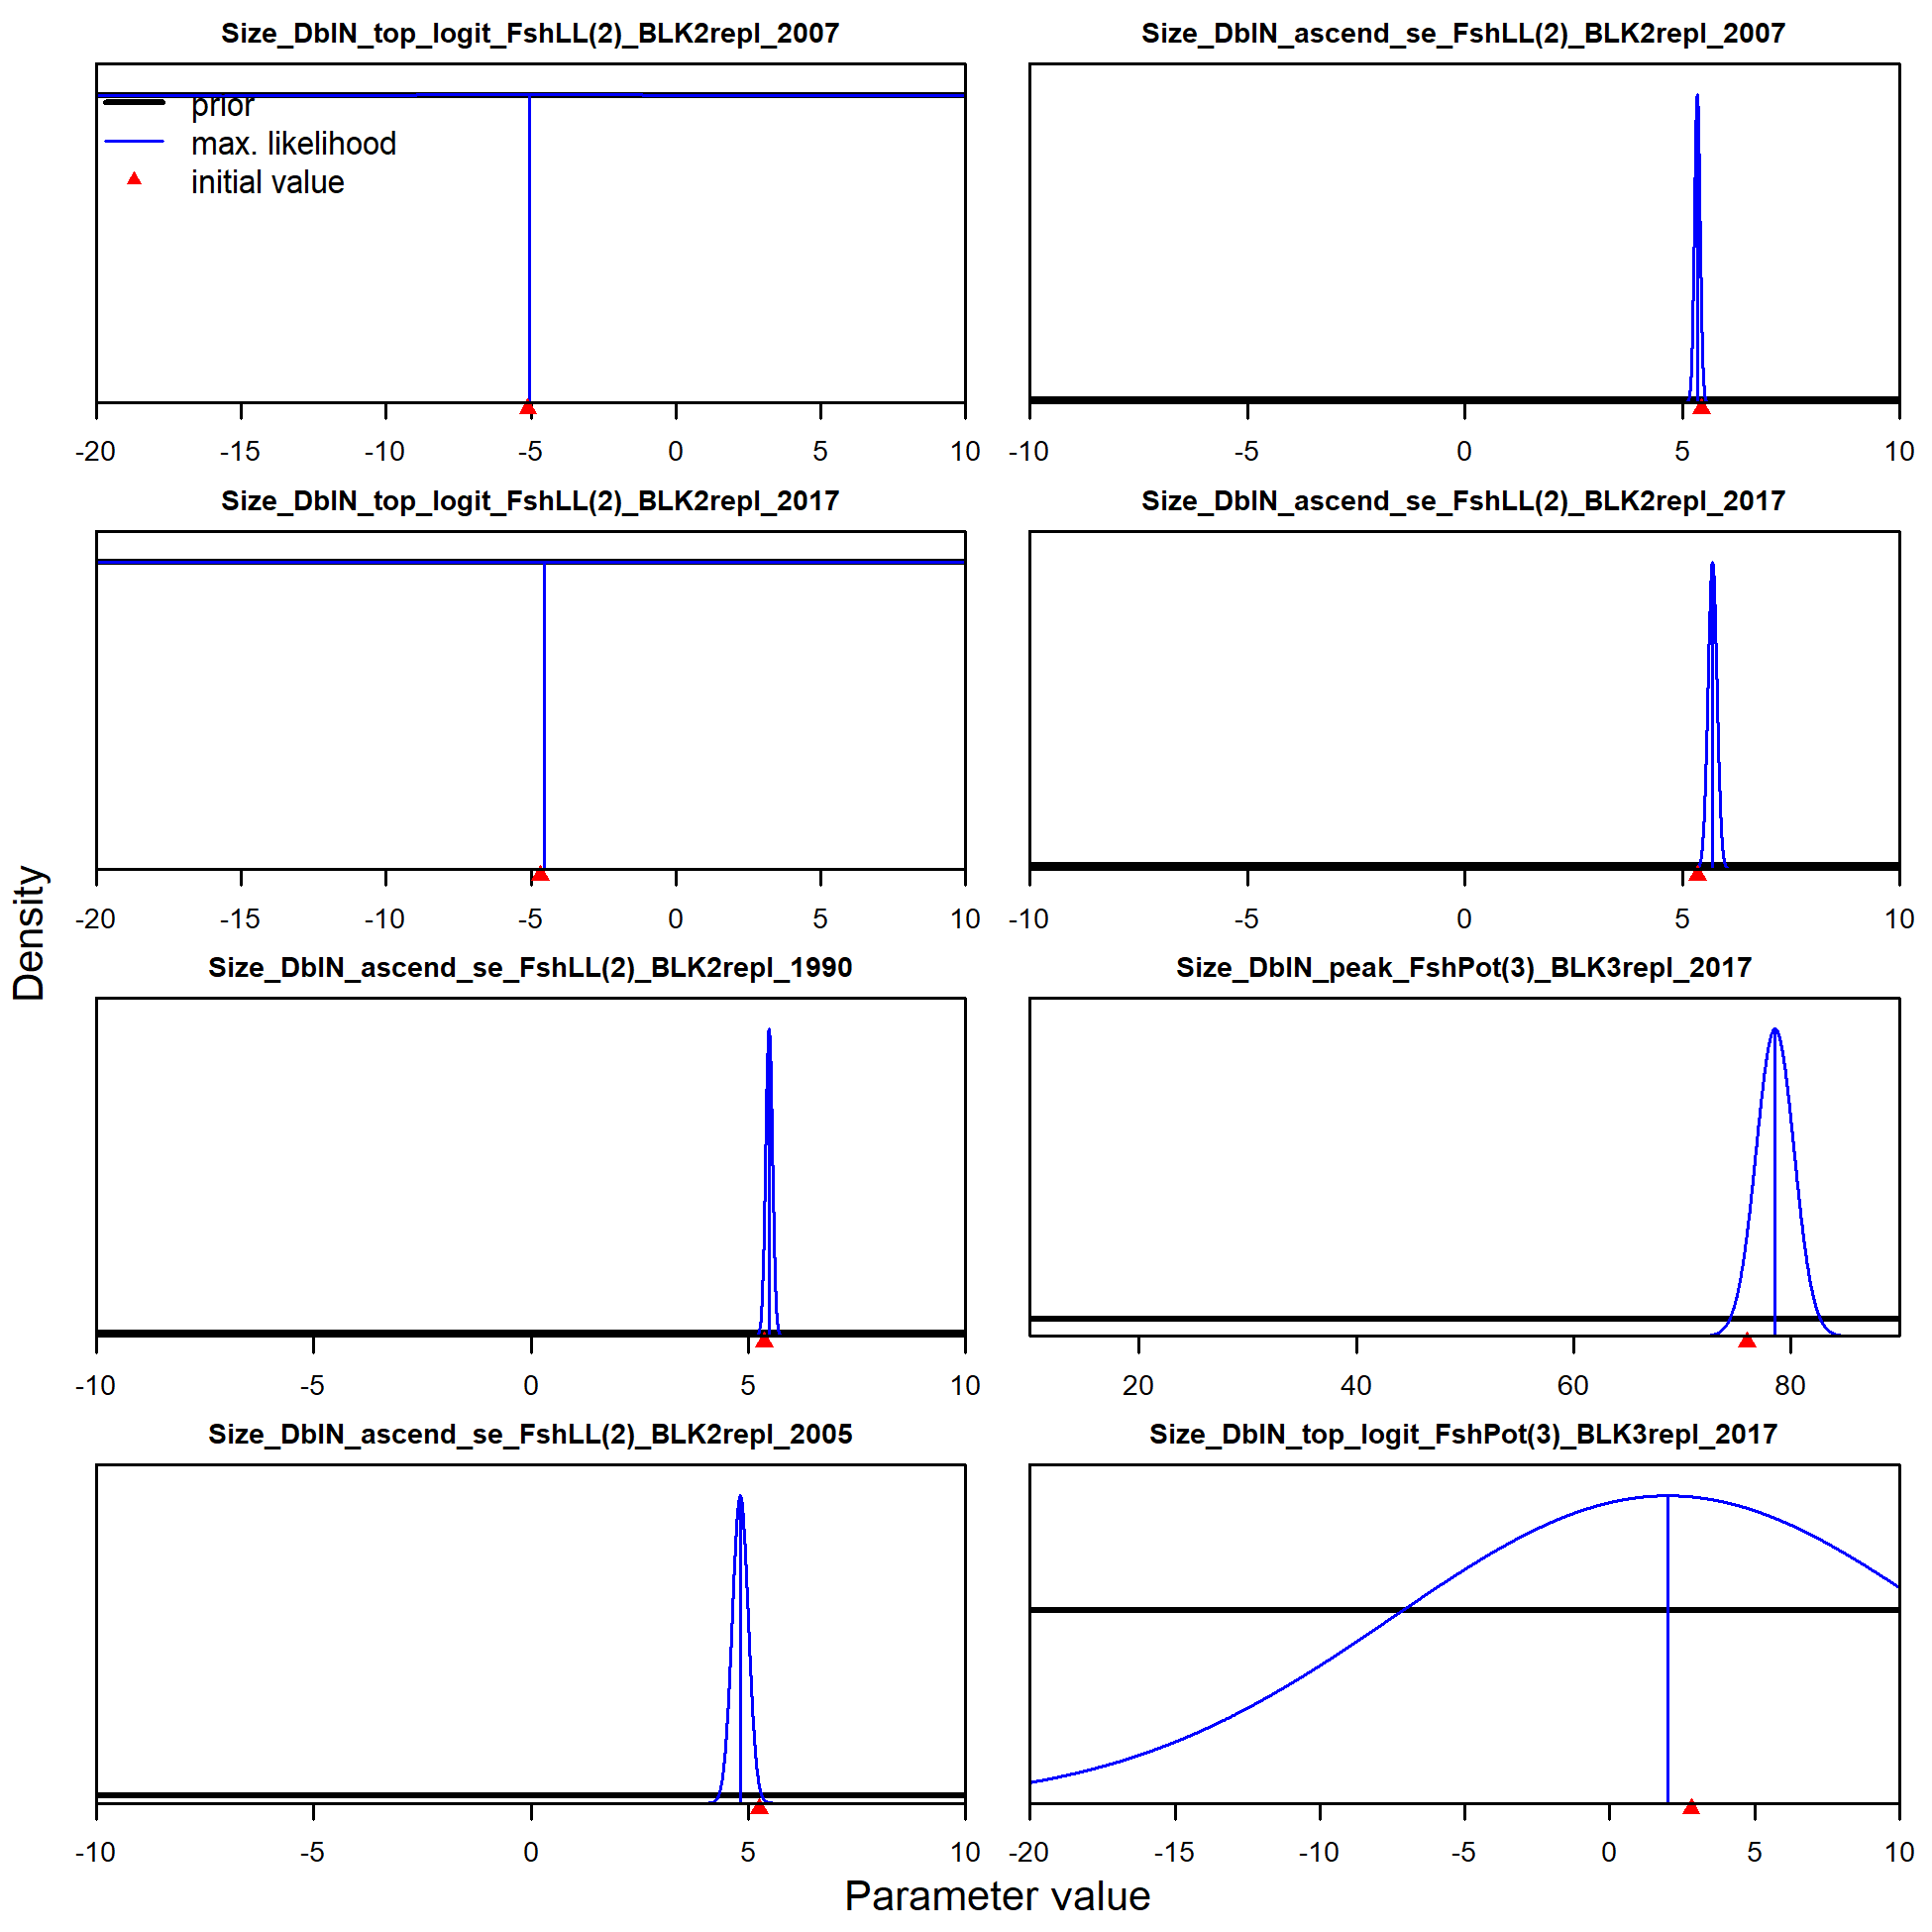 Size_DblN_top_logit_FshLL(2)_BLK2repl_2007
prior
max. likelihood
initial value
-20 -15 -10 -5 0 5 10
Size_DblN_ascend_se_FshLL(2)_BLK2repl_2007
-10 -5 0 5 10
Size_DblN_top_logit_FshLL(2)_BLK2repl_2017
-20 -15 -10 -5 0 5 10
Size_DblN_ascend_se_FshLL(2)_BLK2repl_2017
-10 -5 0 5 10
Size_DblN_ascend_se_FshLL(2)_BLK2repl_1990
-10 -5 0 5 10
Size_DblN_peak_FshPot(3)_BLK3repl_2017
20 40 60 80
Size_DblN_ascend_se_FshLL(2)_BLK2repl_2005
-10 -5 0 5 10
Size_DblN_top_logit_FshPot(3)_BLK3repl_2017
-20 -15 -10 -5 0 5 10
Density
Parameter value